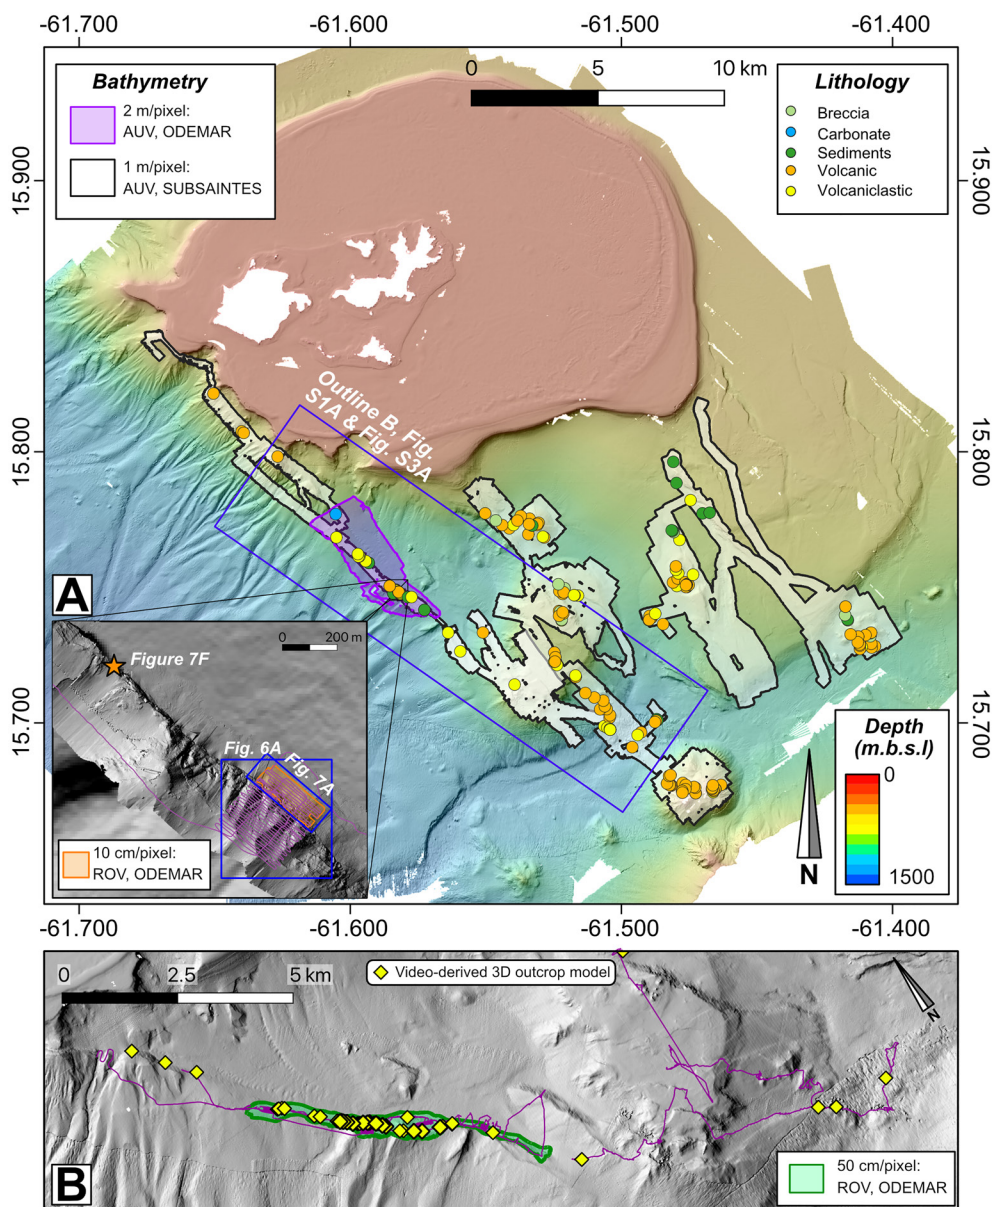 -61.700 -61.600 -61.500 -61.400
Bathymetry
2 m/pixel:
AUV, ODEMAR
1 m/pixel:
AUV, SUBSAINTES
0 5 10 km
Lithology
Breccia
Carbonate
Sediments
Volcanic
Volcaniclastic
15.900 15.900
Outline B, Fig.
S1A & Fig. S3A
15.800 15.800
A
0 200 m
Figure 7F
Fig. 6A
Fig. 7A
10 cm/pixel:
ROV, ODEMAR
15.700 15.700
Depth
(m.b.s.l)
0
1500
N
-61.700 -61.600 -61.500 -61.400
0 2.5 5 km
Video-derived 3D outcrop model
N
B
50 cm/pixel:
ROV, ODEMAR